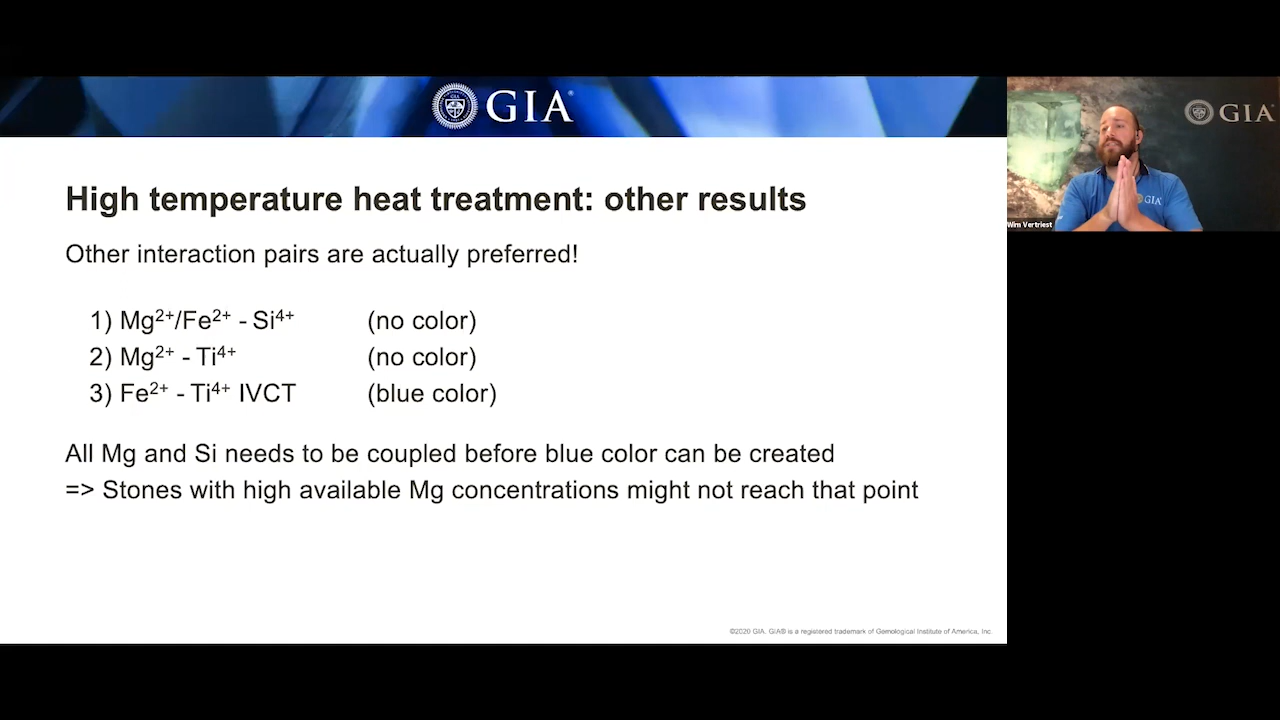 GIA®
High temperature heat treatment: other results
Other interaction pairs are actually preferred!
1) Mg²⁺/Fe²⁺ - Si⁴⁺ (no color)
2) Mg²⁺ - Ti⁴⁺ (no color)
3) Fe²⁺ - Ti⁴⁺ IVCT (blue color)
All Mg and Si needs to be coupled before blue color can be created
=> Stones with high available Mg concentrations might not reach that point
©2020 GIA. GIA® is a registered trademark of Gemological Institute of America, Inc
GIA®
GIA
Wim Vertriest